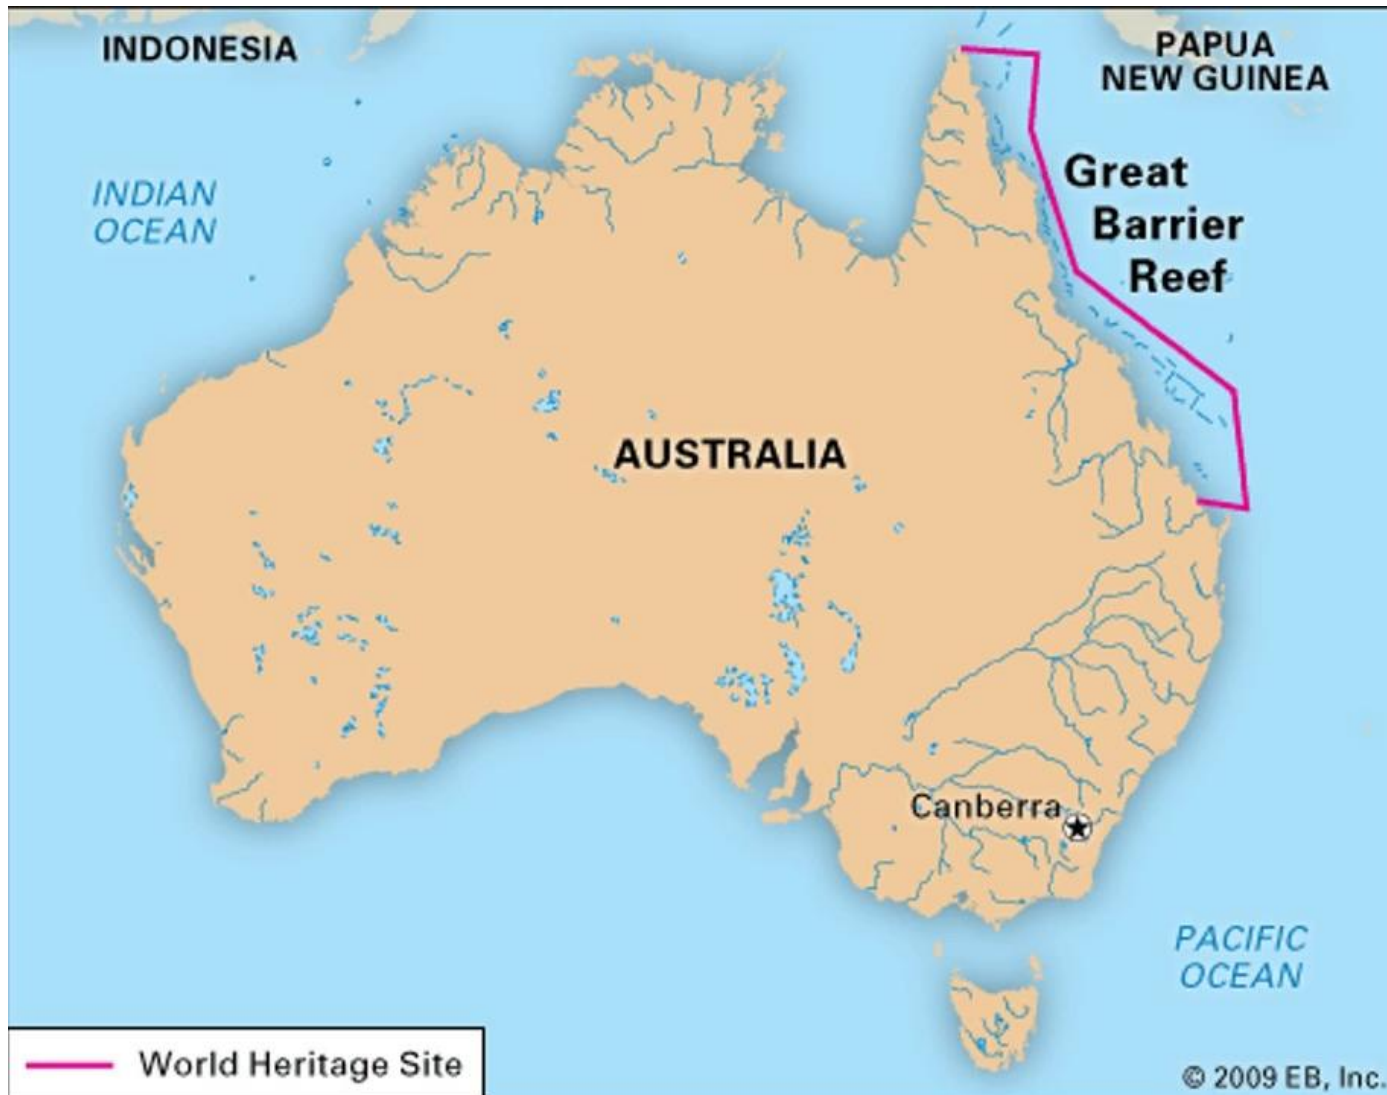 INDONESIA
PAPUA
NEW GUINEA
INDIAN
OCEAN
Great
Barrier
Reef
AUSTRALIA
Canberra
PACIFIC
OCEAN
World Heritage Site
© 2009 EB, Inc.